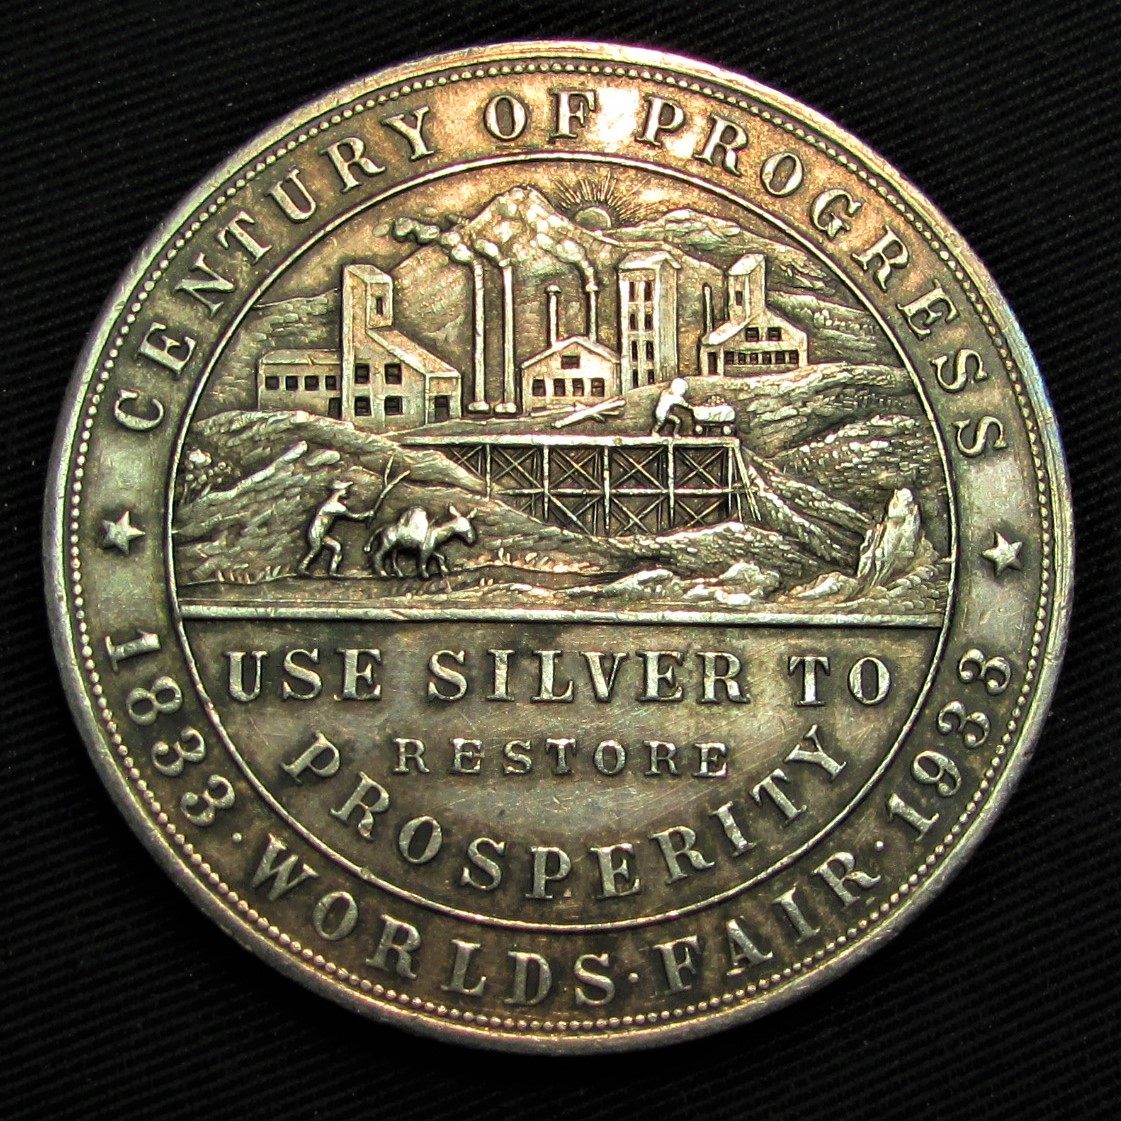 CENTURY OF PROGRESS
USE SILVER TO
RESTORE
PROSPERITY
1833 · WORLDS · FAIR · 1933